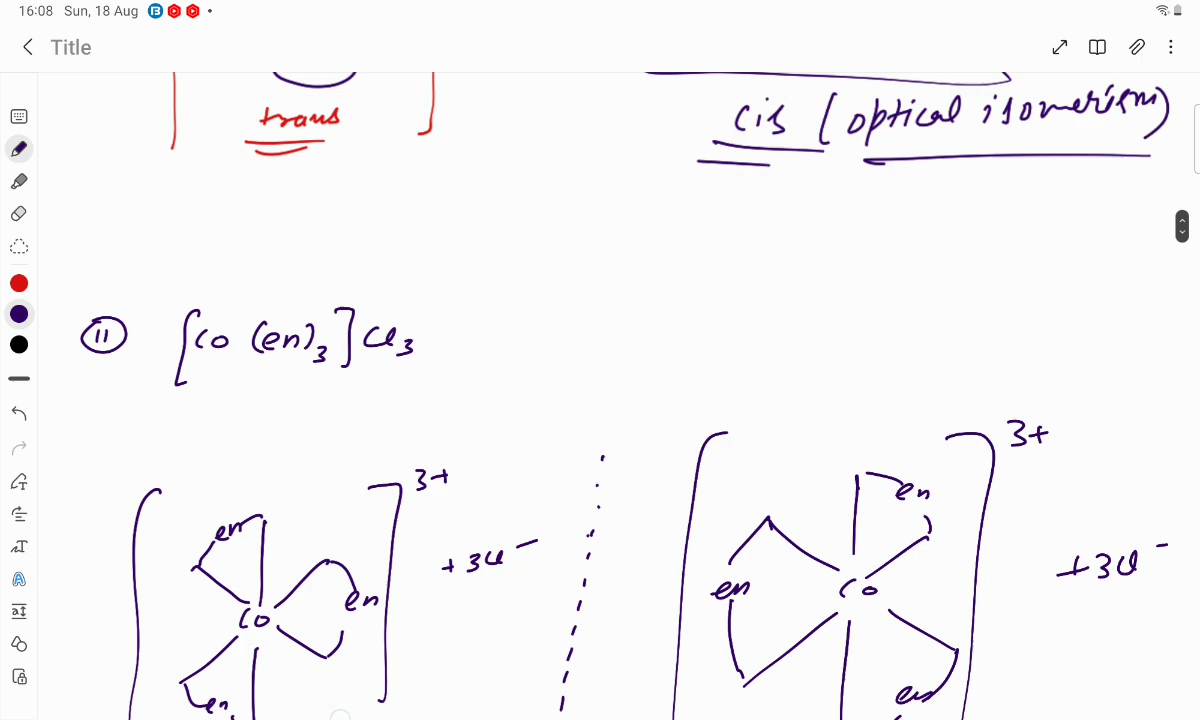 16:08 Sun, 18 Aug
Title
trans
cis (optical isomerism)
11 [Co (en)3]Cl3
3+
en
en
Co
en
+3Cl-
3+
en
en
Co
en
+3Cl-